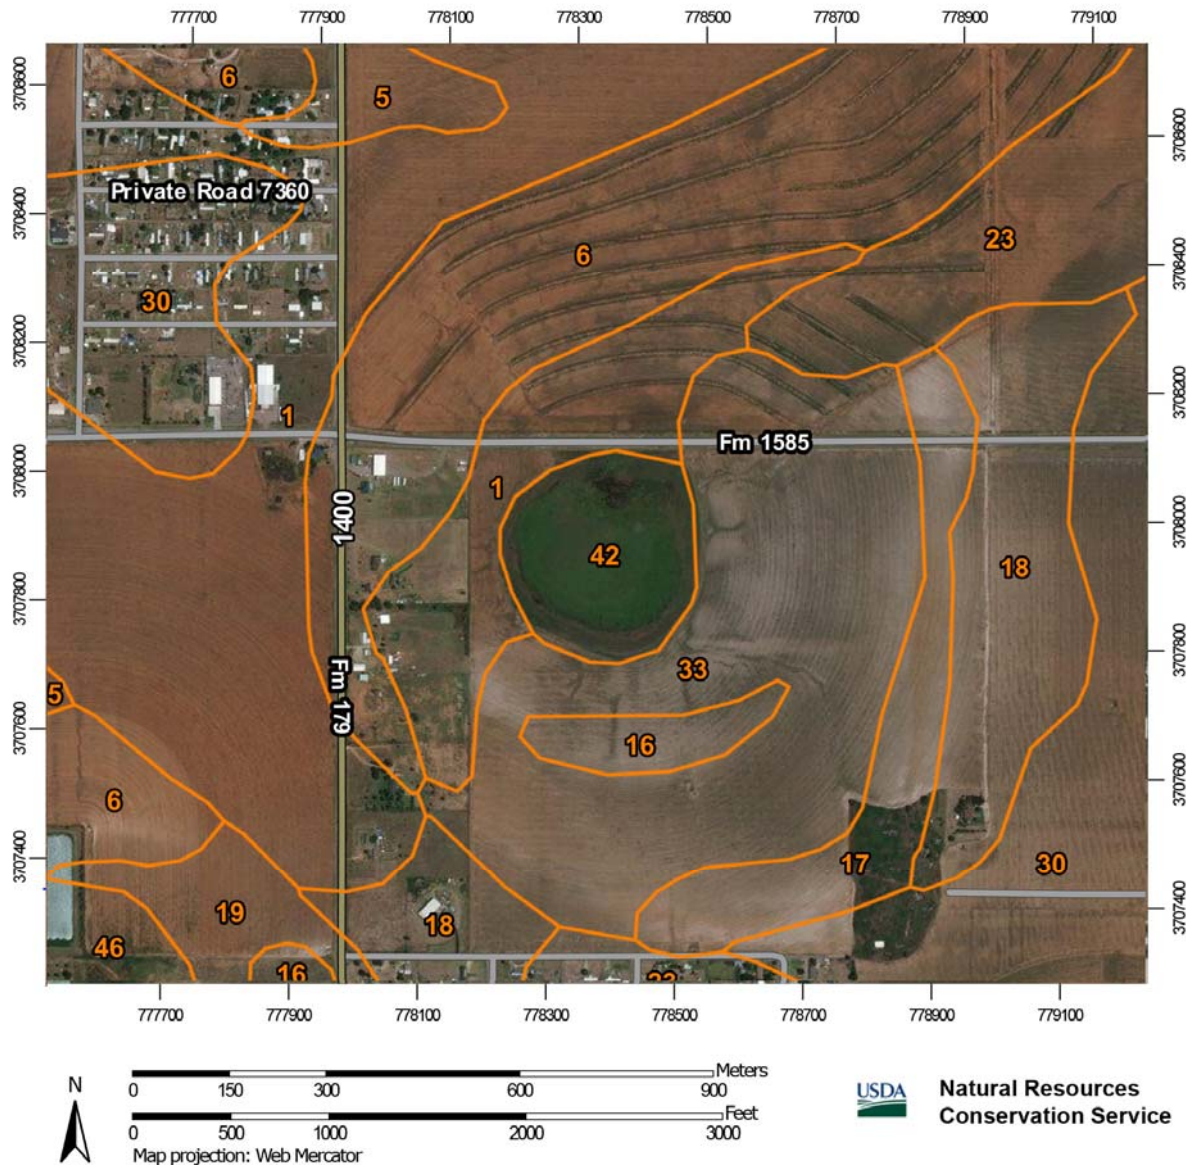 777700 777900 778100 778300 778500 778700 778900 779100
3708600
3708400
3708200
3708000
3707800
3707600
3707400
3708600
3708400
3708200
3708000
3707800
3707600
3707400
6
5
Private Road 7360
6
23
30
1
Fm 1585
1
1400
42
18
33
5
Fm 179
16
6
17
30
19
18
46
16
777700 777900 778100 778300 778500 778700 778900 779100
N
Meters
0 150 300 600 900
Feet
0 500 1000 2000 3000
Map projection: Web Mercator
USDA
Natural Resources
Conservation Service